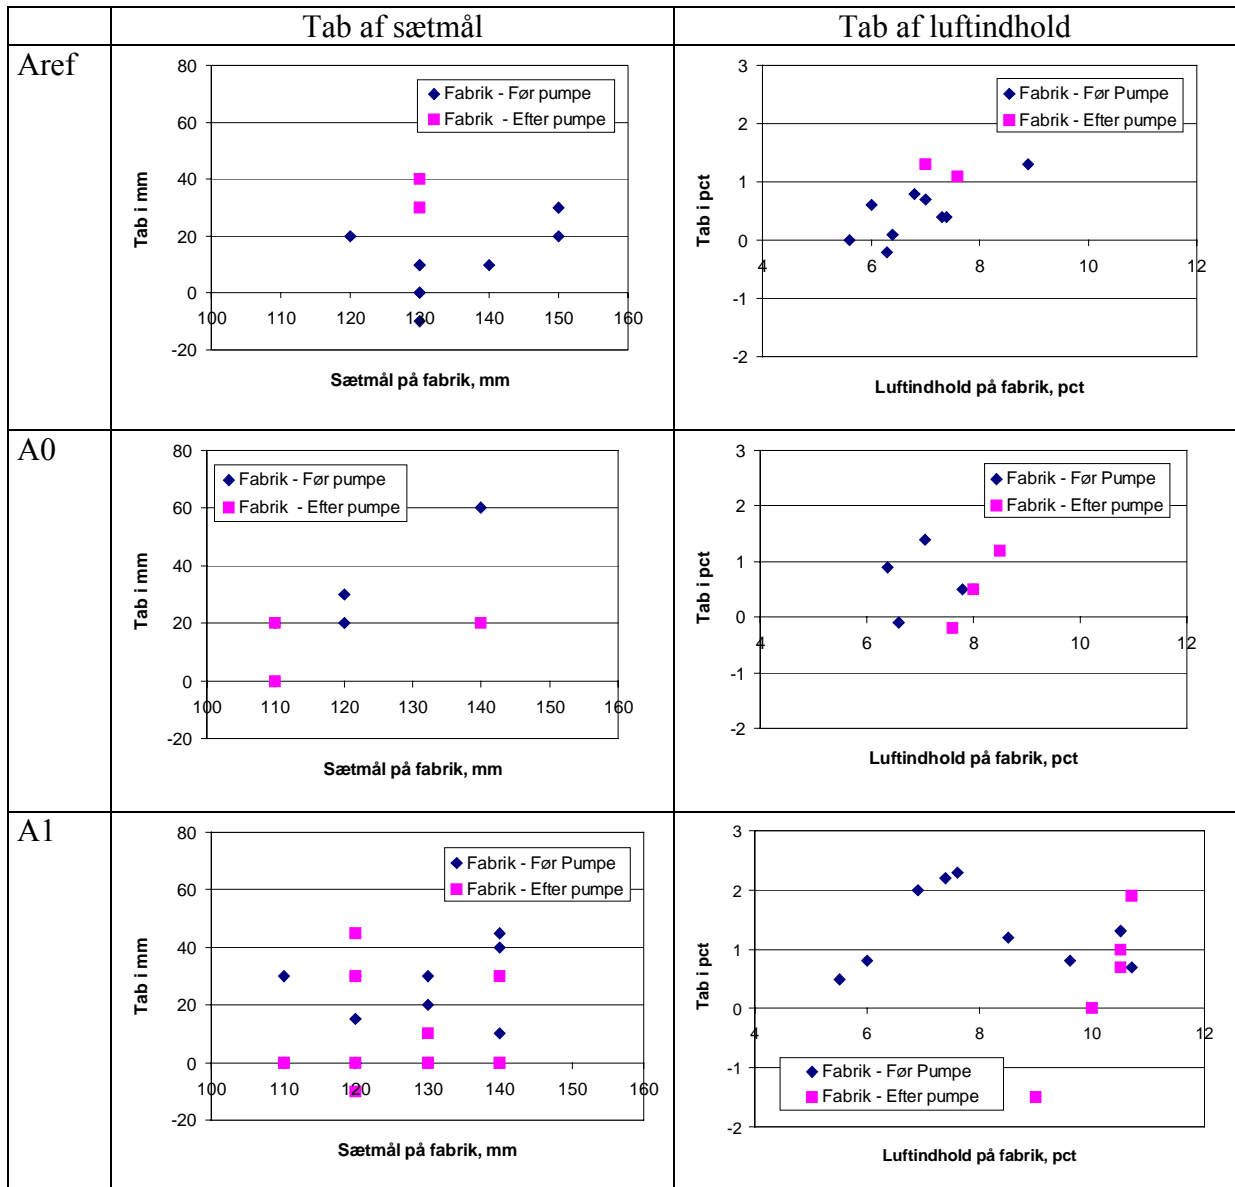 Tab af sætmål
Tab af luftindhold
Aref
80
60
40
20
0
-20
100 110 120 130 140 150 160
Tab i mm
Sætmål på fabrik, mm
Fabrik - Før pumpe
Fabrik - Efter pumpe
3
2
1
0
-1
-2
4 6 8 10 12
Tab i pct
Luftindhold på fabrik, pct
Fabrik - Før Pumpe
Fabrik - Efter pumpe
A0
80
60
40
20
0
-20
100 110 120 130 140 150 160
Tab i mm
Sætmål på fabrik, mm
Fabrik - Før pumpe
Fabrik - Efter pumpe
3
2
1
0
-1
-2
4 6 8 10 12
Tab i pct
Luftindhold på fabrik, pct
Fabrik - Før Pumpe
Fabrik - Efter pumpe
A1
80
60
40
20
0
-20
100 110 120 130 140 150 160
Tab i mm
Sætmål på fabrik, mm
Fabrik - Før Pumpe
Fabrik - Efter pumpe
3
2
1
0
-1
-2
4 6 8 10 12
Tab i pct
Luftindhold på fabrik, pct
Fabrik - Før Pumpe
Fabrik - Efter pumpe